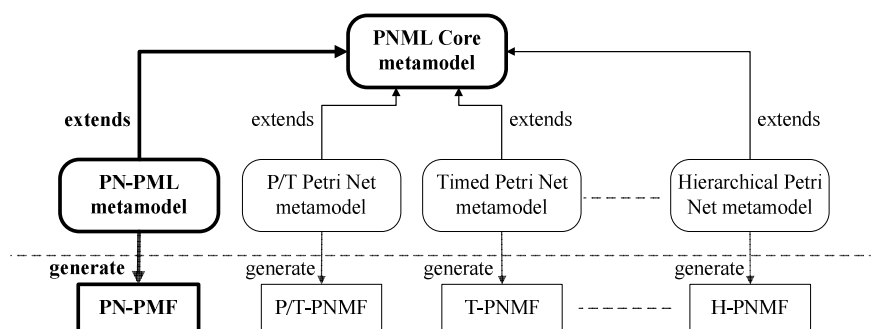 PNML Core
metamodel
extends
extends
extends
extends
PN-PML
metamodel
P/T Petri Net
metamodel
Timed Petri Net
metamodel
Hierarchical Petri
Net metamodel
generate
generate
generate
generate
PN-PMF
P/T-PNMF
T-PNMF
H-PNMF